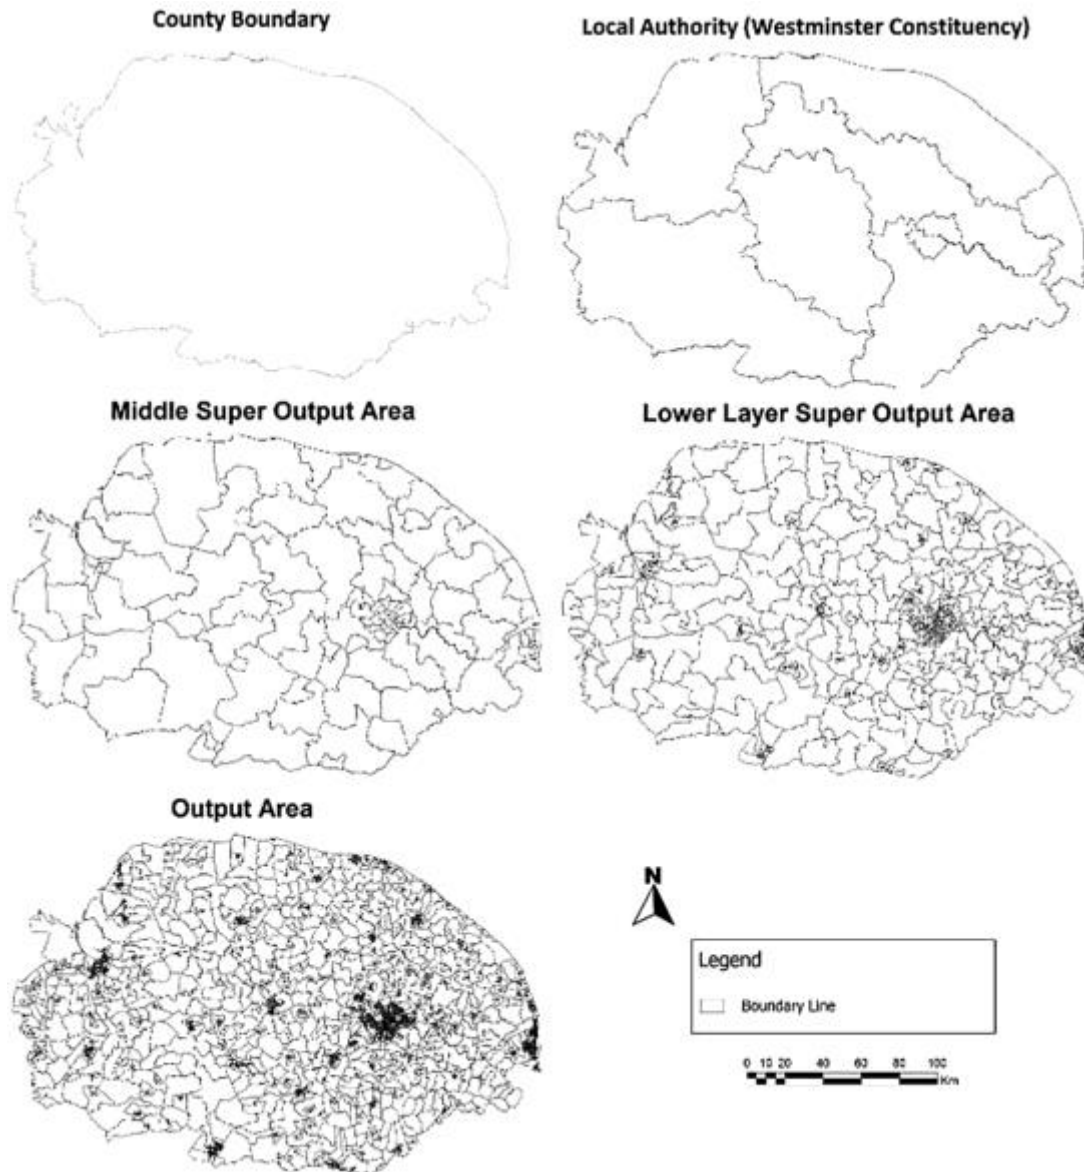 County Boundary
Local Authority (Westminster Constituency)
Middle Super Output Area
Lower Layer Super Output Area
Output Area
N
Legend
Boundary Line
0 10 20 40 60 80 100
Km